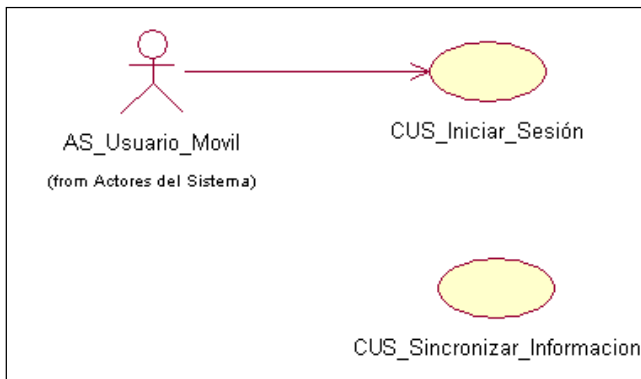 AS_Usuario_Movil
(from Actores del Sistema)
CUS_Iniciar_Sesión
CUS_Sincronizar_Informacion